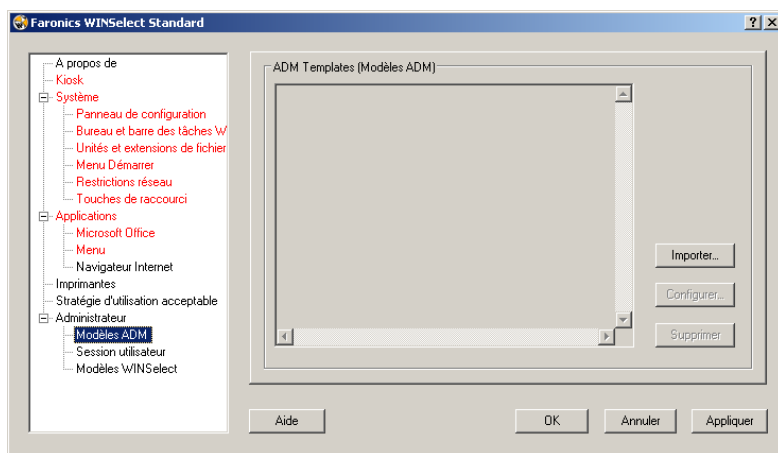 Faronics WINSelect Standard
A propos de
Kiosk
Système
Panneau de configuration
Bureau et barre des tâches W
Unités et extensions de fichier
Menu Démarrer
Restrictions réseau
Touches de raccourci
Applications
Microsoft Office
Menu
Navigateur Internet
Imprimantes
Stratégie d'utilisation acceptable
Administrateur
Modèles ADM
Session utilisateur
Modèles WINSelect
ADM Templates (Modèles ADM)
Importer...
Configurer...
Supprimer
Aide
OK
Annuler
Appliquer